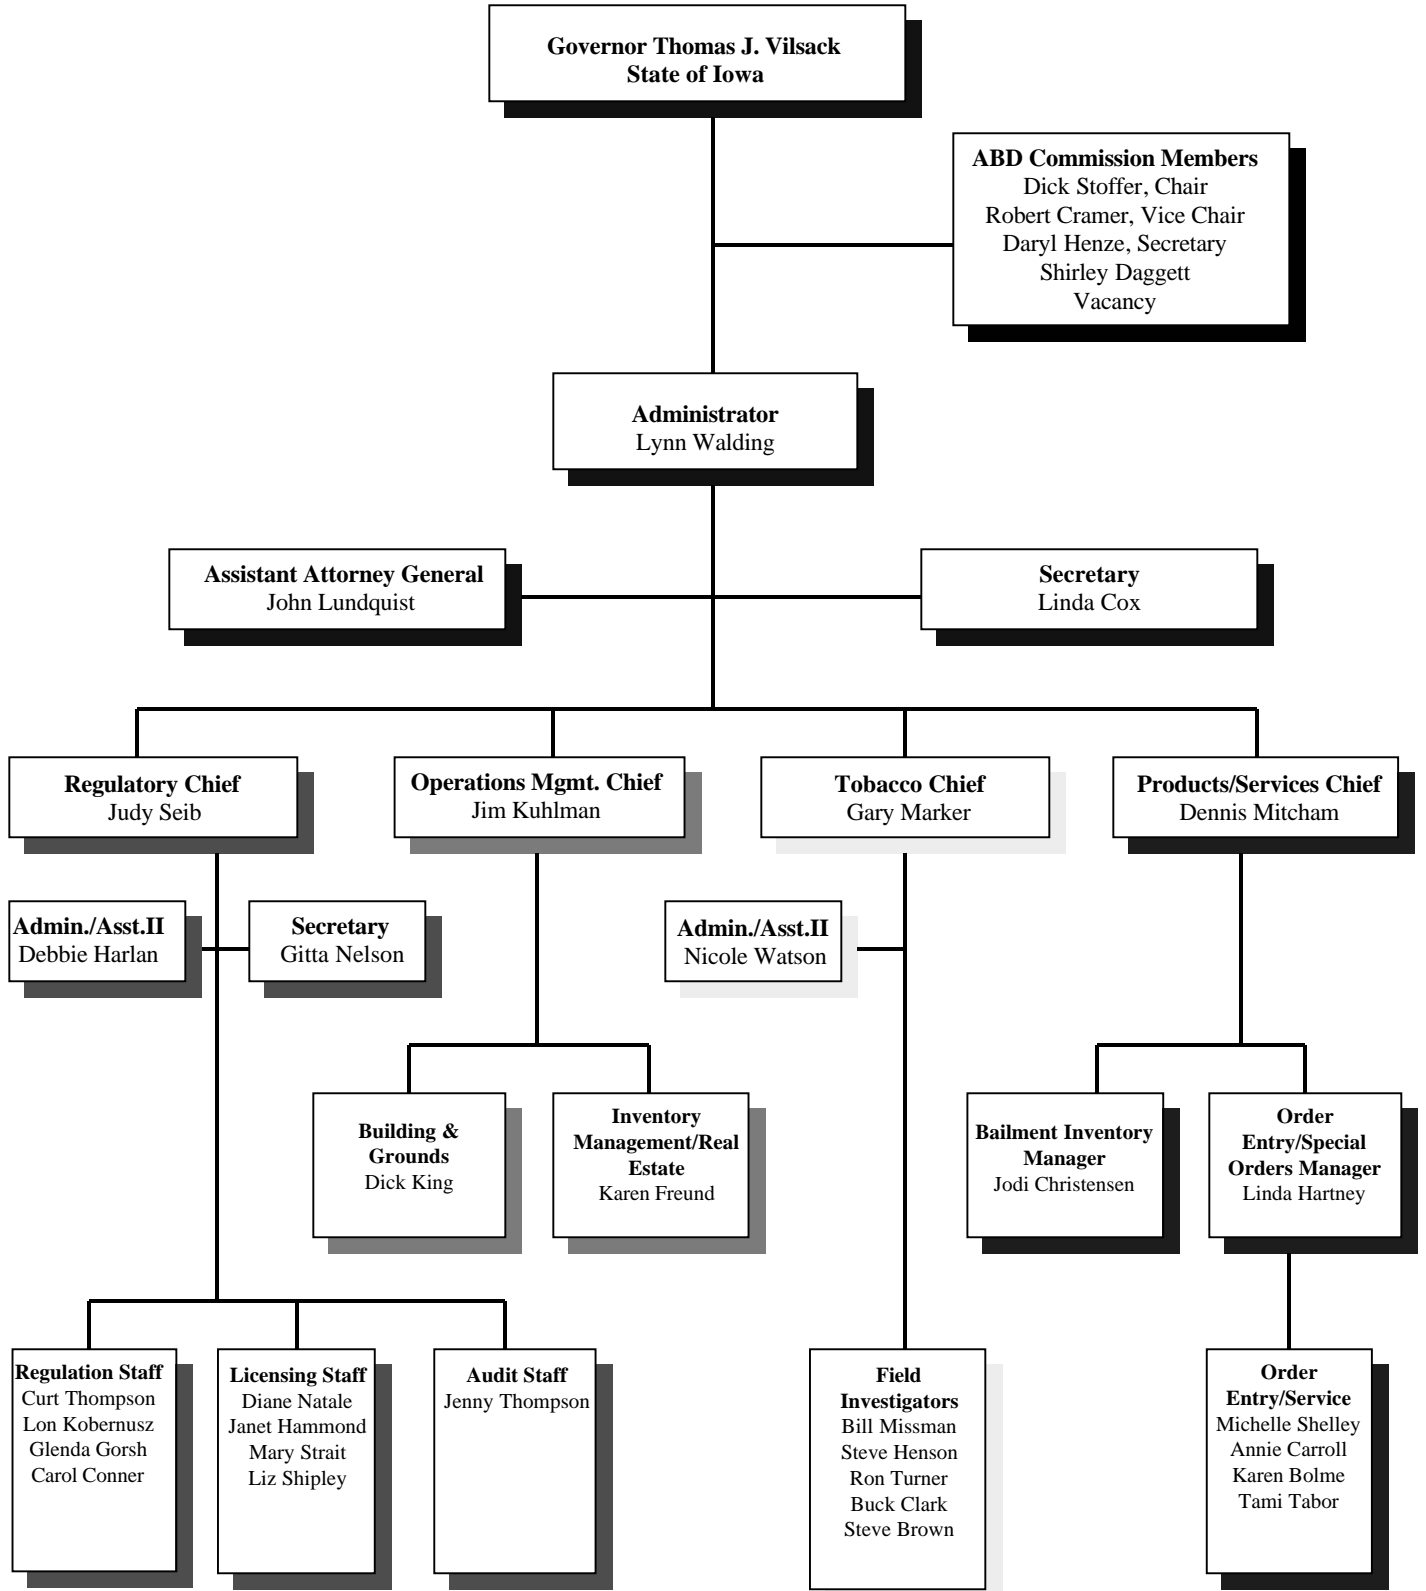 Governor Thomas J. Vilsack
State of Iowa
ABD Commission Members
Dick Stoffer, Chair
Robert Cramer, Vice Chair
Daryl Henze, Secretary
Shirley Daggett
Vacancy
Administrator
Lynn Walding
Assistant Attorney General
John Lundquist
Secretary
Linda Cox
Regulatory Chief
Judy Seib
Operations Mgmt. Chief
Jim Kuhlman
Tobacco Chief
Gary Marker
Products/Services Chief
Dennis Mitcham
Admin./Asst.II
Debbie Harlan
Secretary
Gitta Nelson
Admin./Asst.II
Nicole Watson
Building &
Grounds
Dick King
Inventory
Management/Real
Estate
Karen Freund
Bailment Inventory
Manager
Jodi Christensen
Order
Entry/Special
Orders Manager
Linda Hartney
Regulation Staff
Curt Thompson
Lon Kobernusz
Glenda Gorsh
Carol Conner
Licensing Staff
Diane Natale
Janet Hammond
Mary Strait
Liz Shipley
Audit Staff
Jenny Thompson
Field
Investigators
Bill Missman
Steve Henson
Ron Turner
Buck Clark
Steve Brown
Order
Entry/Service
Michelle Shelley
Annie Carroll
Karen Bolme
Tami Tabor